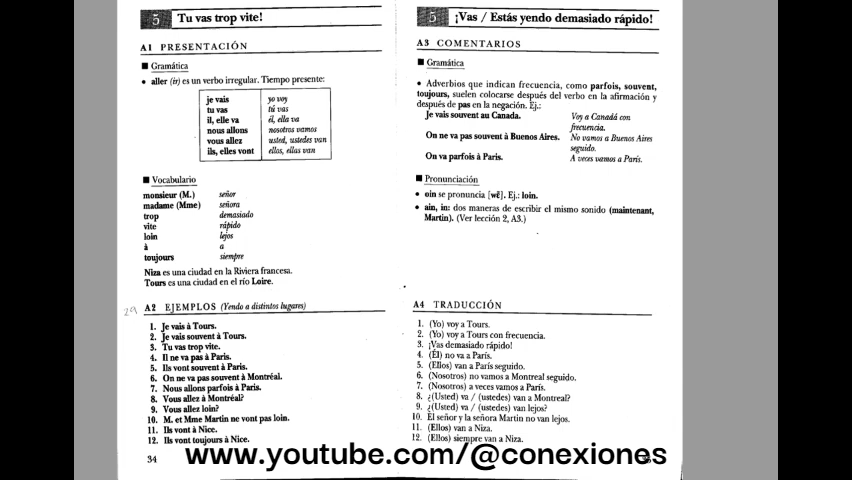 5 Tu vas trop vite!
A1 PRESENTACIÓN
■ Gramática
• aller (ir) es un verbo irregular. Tiempo presente:
je vais yo voy
tu vas tú vas
il, elle va él, ella va
nous allons nosotros vamos
vous allez usted, ustedes van
ils, elles vont ellos, ellas van
■ Vocabulario
monsieur (M.) señor
madame (Mme) señora
trop demasiado
vite rápido
loin lejos
à a
toujours siempre
Niza es una ciudad en la Riviera francesa.
Tours es una ciudad en el río Loire.
29
A2 EJEMPLOS (Yendo a distintos lugares)
1. Je vais à Tours.
2. Je vais souvent à Tours.
3. Tu vas trop vite.
4. Il ne va pas à Paris.
5. Ils vont souvent à Paris.
6. On ne va pas souvent à Montréal.
7. Nous allons parfois à Paris.
8. Vous allez à Montréal?
9. Vous allez loin?
10. M. et Mme Martin ne vont pas loin.
11. Ils vont à Nice.
12. Ils vont toujours à Nice.
34
5 ¡Vas / Estás yendo demasiado rápido!
A3 COMENTARIOS
■ Gramática
• Adverbios que indican frecuencia, como parfois, souvent,
toujours, suelen colocarse después del verbo en la afirmación y
después de pas en la negación. Ej.:
Je vais souvent au Canada. Voy a Canadá con
frecuencia.
On ne va pas souvent à Buenos Aires. No vamos a Buenos Aires
seguido.
On va parfois à Paris. A veces vamos a París.
■ Pronunciación
• oin se pronuncia [wẽ]. Ej.: loin.
• ain, in: dos maneras de escribir el mismo sonido (maintenant,
Martin). (Ver lección 2, A3.)
A4 TRADUCCIÓN
1. (Yo) voy a Tours.
2. (Yo) voy a Tours con frecuencia.
3. ¡Vas demasiado rápido!
4. (Él) no va a París.
5. (Ellos) van a París seguido.
6. (Nosotros) no vamos a Montreal seguido.
7. (Nosotros) a veces vamos a París.
8. ¿(Usted) va / (ustedes) van a Montreal?
9. ¿(Usted) va / (ustedes) van lejos?
10. El señor y la señora Martin no van lejos.
11. (Ellos) van a Niza.
12. (Ellos) siempre van a Niza.
www.youtube.com/@conexiones